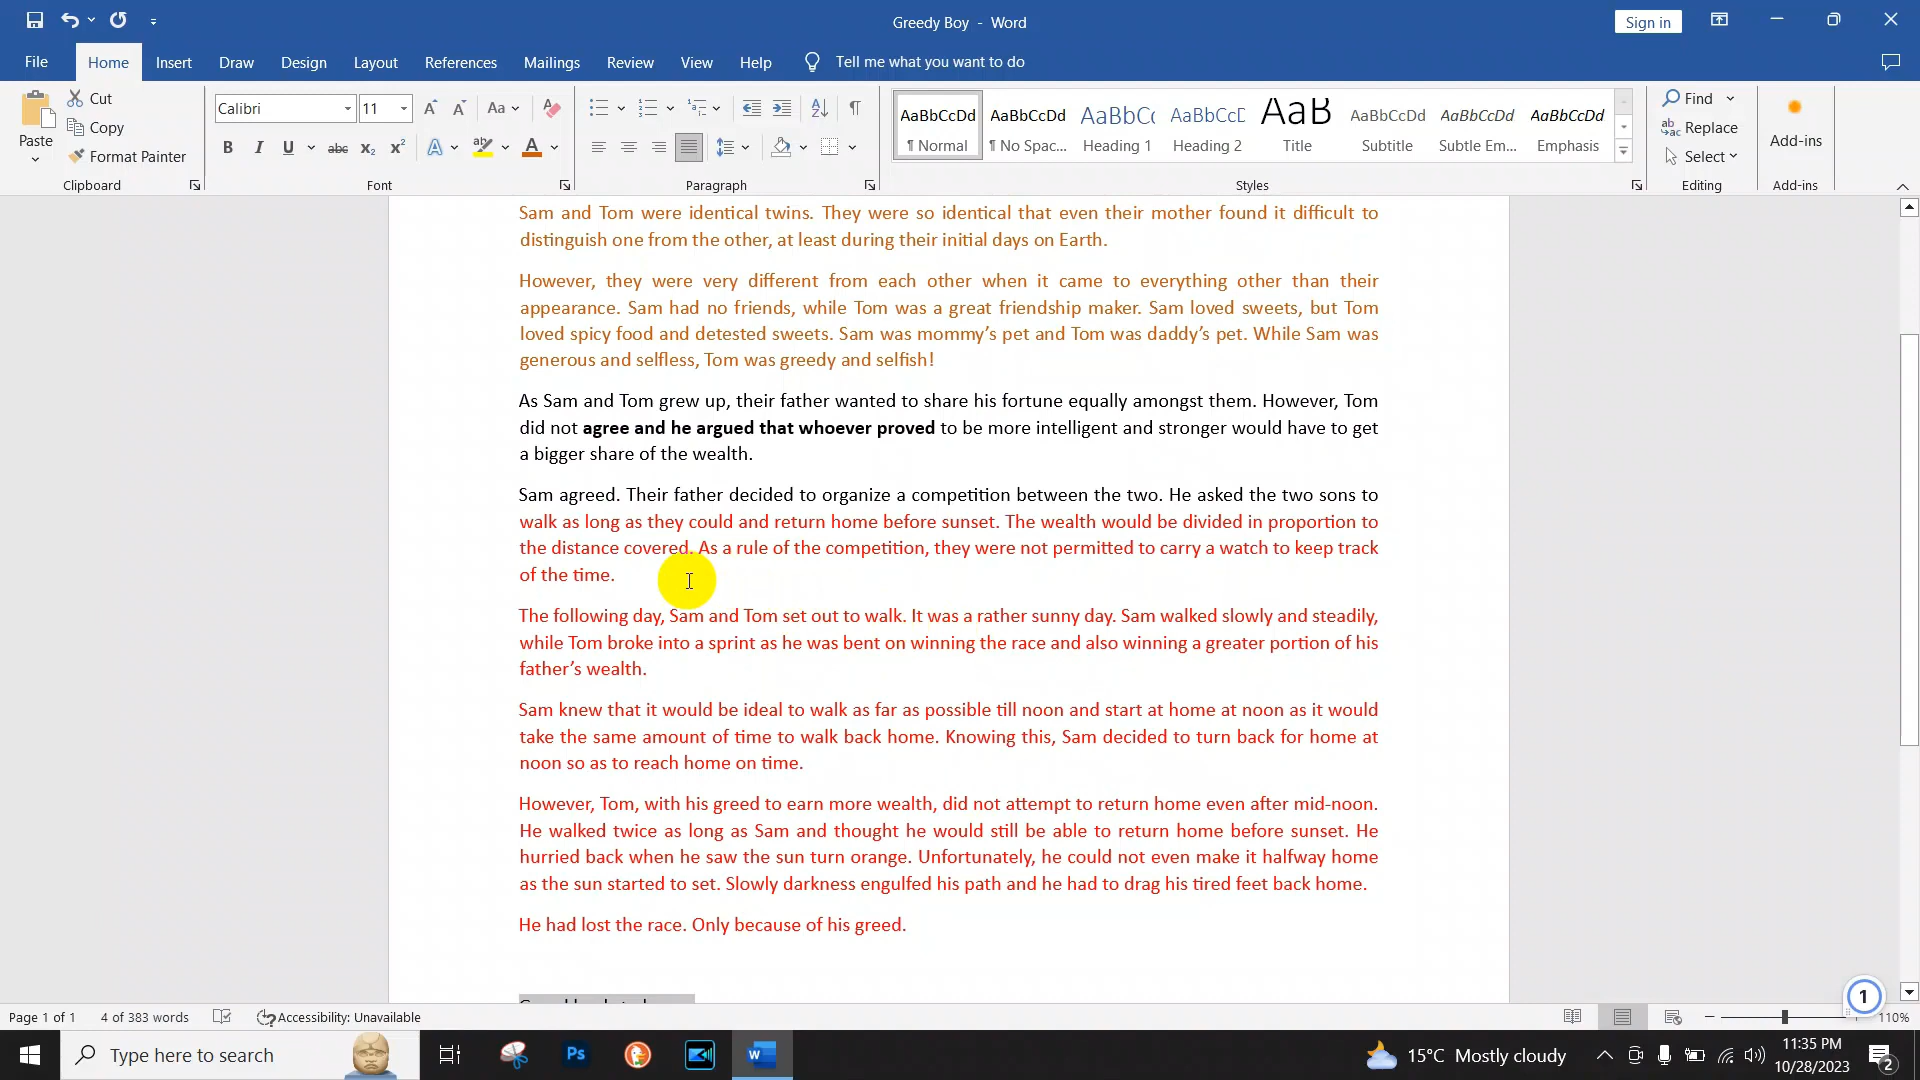 Greedy Boy - Word
Sign in
File Home Insert Draw Design Layout References Mailings Review View Help Tell me what you want to do
Paste
Cut
Copy
Format Painter
Clipboard
Calibri 11
Font
Paragraph
AaBbCcDd AaBbCcDd AaBbCc AaBbCcD AaB AaBbCcDd AaBbCcDd AaBbCcDd
¶ Normal ¶ No Spac... Heading 1 Heading 2 Title Subtitle Subtle Em... Emphasis
Styles
Find
Replace
Select
Editing
Add-ins
Add-ins
Sam and Tom were identical twins. They were so identical that even their mother found it difficult to
distinguish one from the other, at least during their initial days on Earth.
However, they were very different from each other when it came to everything other than their
appearance. Sam had no friends, while Tom was a great friendship maker. Sam loved sweets, but Tom
loved spicy food and detested sweets. Sam was mommy’s pet and Tom was daddy’s pet. While Sam was
generous and selfless, Tom was greedy and selfish!
As Sam and Tom grew up, their father wanted to share his fortune equally amongst them. However, Tom
did not agree and he argued that whoever proved to be more intelligent and stronger would have to get
a bigger share of the wealth.
Sam agreed. Their father decided to organize a competition between the two. He asked the two sons to
walk as long as they could and return home before sunset. The wealth would be divided in proportion to
the distance covered. As a rule of the competition, they were not permitted to carry a watch to keep track
of the time.
The following day, Sam and Tom set out to walk. It was a rather sunny day. Sam walked slowly and steadily,
while Tom broke into a sprint as he was bent on winning the race and also winning a greater portion of his
father’s wealth.
Sam knew that it would be ideal to walk as far as possible till noon and start at home at noon as it would
take the same amount of time to walk back home. Knowing this, Sam decided to turn back for home at
noon so as to reach home on time.
However, Tom, with his greed to earn more wealth, did not attempt to return home even after mid-noon.
He walked twice as long as Sam and thought he would still be able to return home before sunset. He
hurried back when he saw the sun turn orange. Unfortunately, he could not even make it halfway home
as the sun started to set. Slowly darkness engulfed his path and he had to drag his tired feet back home.
He had lost the race. Only because of his greed.
1
Page 1 of 1 4 of 383 words Accessibility: Unavailable 110%
Type here to search
Ps
W
15°C Mostly cloudy
11:35 PM
10/28/2023
2